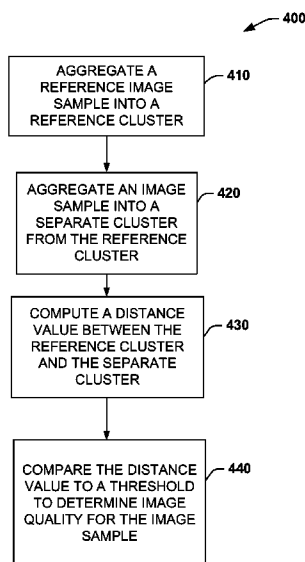 400
AGGREGATE A
REFERENCE IMAGE
SAMPLE INTO A
REFERENCE CLUSTER
410
AGGREGATE AN IMAGE
SAMPLE INTO A
SEPARATE CLUSTER
FROM THE REFERENCE
CLUSTER
420
COMPUTE A DISTANCE
VALUE BETWEEN THE
REFERENCE CLUSTER
AND THE SEPARATE
CLUSTER
430
COMPARE THE DISTANCE
VALUE TO A THRESHOLD
TO DETERMINE IMAGE
QUALITY FOR THE IMAGE
SAMPLE
440